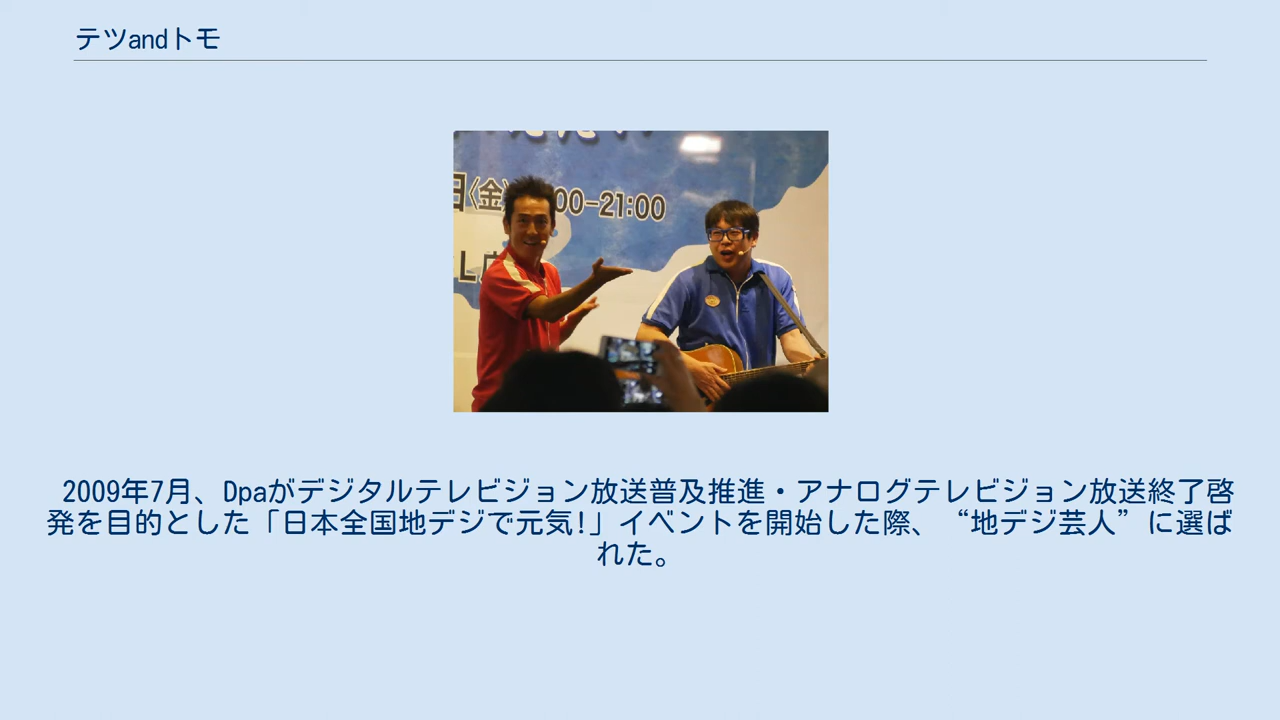 テツandトモ
日〈金〉
00-21:00
2009年7月、Dpaがデジタルテレビジョン放送普及推進・アナログテレビジョン放送終了啓
発を目的とした「日本全国地デジで元気!」イベントを開始した際、“地デジ芸人”に選ば
れた。